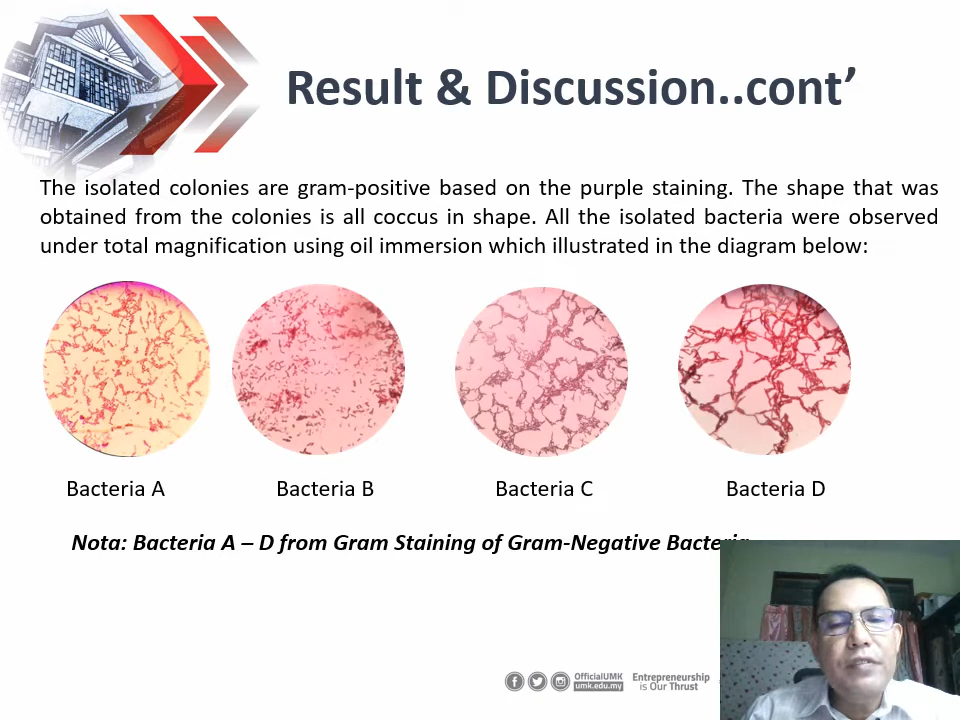 Result & Discussion..cont’
The isolated colonies are gram-positive based on the purple staining. The shape that was
obtained from the colonies is all coccus in shape. All the isolated bacteria were observed
under total magnification using oil immersion which illustrated in the diagram below:
Bacteria A
Bacteria B
Bacteria C
Bacteria D
Nota: Bacteria A – D from Gram Staining of Gram-Negative Bacteria
OfficialUMK
umk.edu.my
Entrepreneurship
is Our Thrust